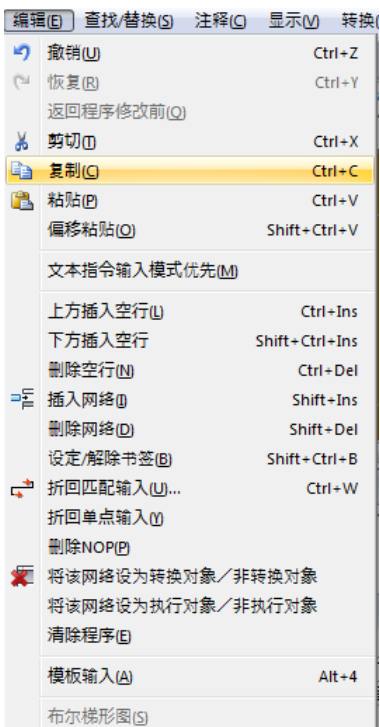 编辑(E) 查找/替换(S) 注释(C) 显示(V) 转换(
撤销(U) Ctrl+Z
恢复(R) Ctrl+Y
返回程序修改前(Q)
剪切(T) Ctrl+X
复制(C) Ctrl+C
粘贴(P) Ctrl+V
偏移粘贴(O) Shift+Ctrl+V
文本指令输入模式优先(M)
上方插入空行(L) Ctrl+Ins
下方插入空行 Shift+Ctrl+Ins
删除空行(N) Ctrl+Del
插入网络(I) Shift+Ins
删除网络(D) Shift+Del
设定/解除书签(B) Shift+Ctrl+B
折回匹配输入(U)... Ctrl+W
折回单点输入(Y)
删除NOP(P)
将该网络设为转换对象／非转换对象
将该网络设为执行对象／非执行对象
清除程序(E)
模板输入(A) Alt+4
布尔梯形图(S)